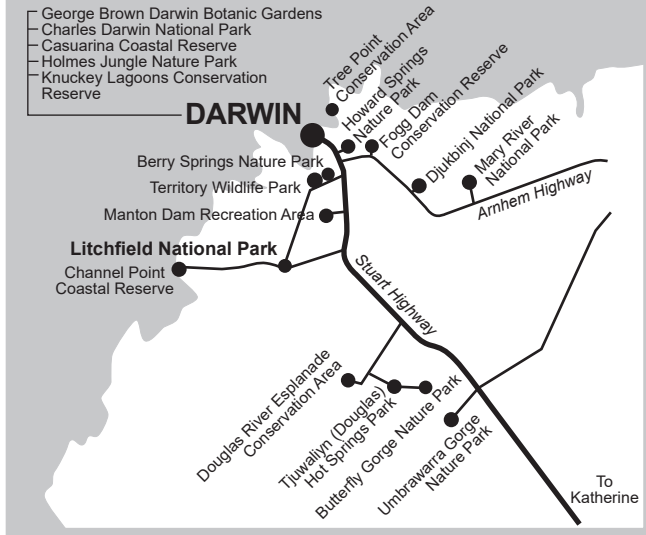 George Brown Darwin Botanic Gardens
Charles Darwin National Park
Casuarina Coastal Reserve
Holmes Jungle Nature Park
Knuckey Lagoons Conservation
Reserve
DARWIN
Tree Point
Conservation Area
Howard Springs
Nature Park
Fogg Dam
Conservation Reserve
Djukbinj National Park
Mary River
National Park
Berry Springs Nature Park
Territory Wildlife Park
Manton Dam Recreation Area
Arnhem Highway
Litchfield National Park
Channel Point
Coastal Reserve
Stuart Highway
Douglas River Esplanade
Conservation Area
Tjuwaliyn (Douglas)
Hot Springs Park
Butterfly Gorge Nature Park
Umbrawarra Gorge
Nature Park
To
Katherine